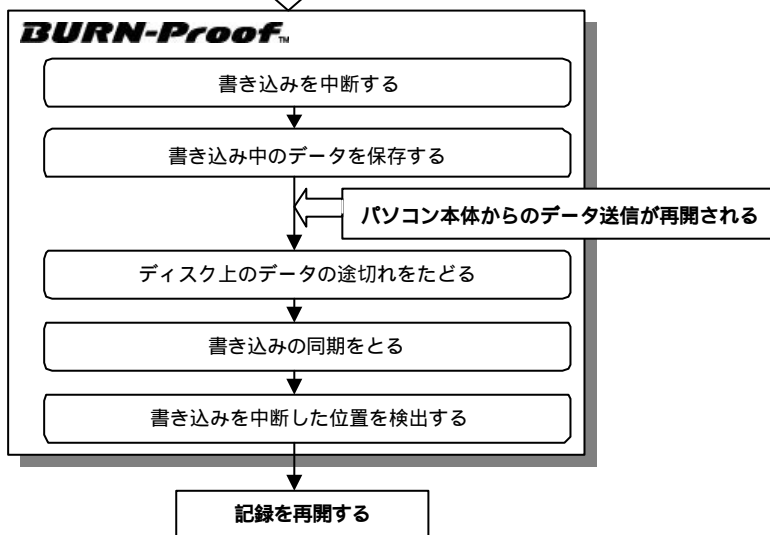 BURN-Proof™
書き込みを中断する
書き込み中のデータを保存する
パソコン本体からのデータ送信が再開される
ディスク上のデータの途切れをたどる
書き込みの同期をとる
書き込みを中断した位置を検出する
記録を再開する